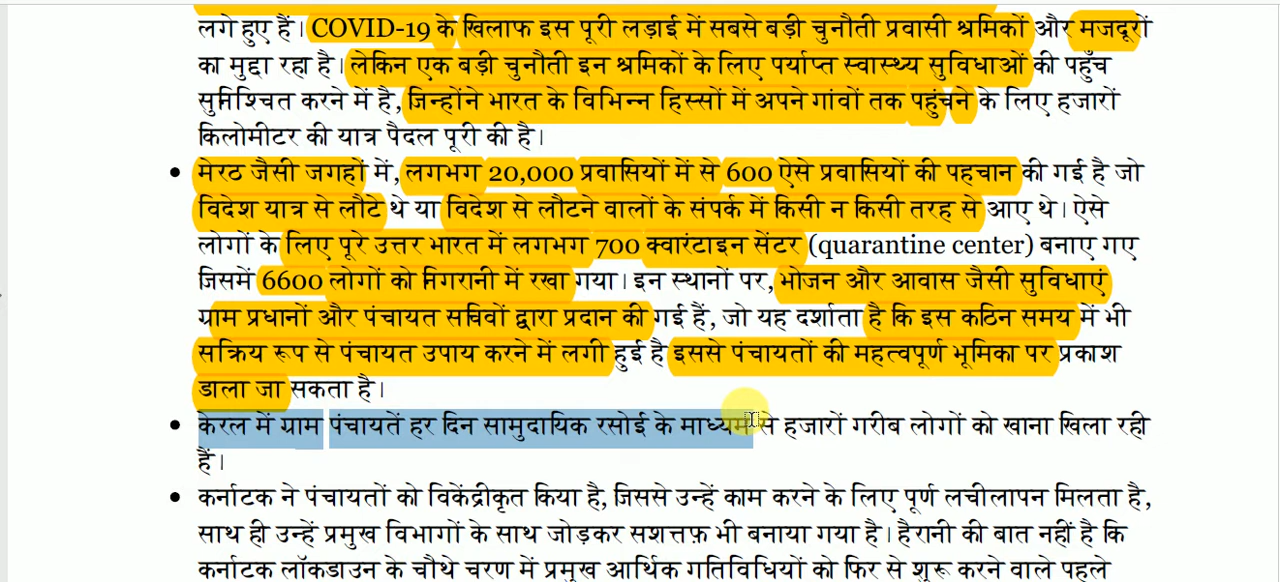 लगे हुए हैं। COVID-19 के खिलाफ इस पूरी लड़ाई में सबसे बड़ी चुनौती प्रवासी श्रमिकों और मजदूरों
का मुद्दा रहा है। लेकिन एक बड़ी चुनौती इन श्रमिकों के लिए पर्याप्त स्वास्थ्य सुविधाओं की पहुँच
सुनिश्चित करने में है, जिन्होंने भारत के विभिन्न हिस्सों में अपने गांवों तक पहुंचने के लिए हजारों
किलोमीटर की यात्र पैदल पूरी की है।
• मेरठ जैसी जगहों में, लगभग 20,000 प्रवासियों में से 600 ऐसे प्रवासियों की पहचान की गई है जो
विदेश यात्र से लौटे थे या विदेश से लौटने वालों के संपर्क में किसी न किसी तरह से आए थे। ऐसे
लोगों के लिए पूरे उत्तर भारत में लगभग 700 क्वारंटाइन सेंटर (quarantine center) बनाए गए
जिसमें 6600 लोगों को निगरानी में रखा गया। इन स्थानों पर, भोजन और आवास जैसी सुविधाएं
ग्राम प्रधानों और पंचायत सचिवों द्वारा प्रदान की गई हैं, जो यह दर्शाता है कि इस कठिन समय में भी
सक्रिय रूप से पंचायत उपाय करने में लगी हुई है इससे पंचायतों की महत्वपूर्ण भूमिका पर प्रकाश
डाला जा सकता है।
• केरल में ग्राम पंचायतें हर दिन सामुदायिक रसोई के माध्यम से हजारों गरीब लोगों को खाना खिला रही
हैं।
• कर्नाटक ने पंचायतों को विकेंद्रीकृत किया है, जिससे उन्हें काम करने के लिए पूर्ण लचीलापन मिलता है,
साथ ही उन्हें प्रमुख विभागों के साथ जोड़कर सशत्तफ़ भी बनाया गया है। हैरानी की बात नहीं है कि
कर्नाटक लॉकडाउन के चौथे चरण में प्रमुख आर्थिक गतिविधियों को फिर से शुरू करने वाले पहले